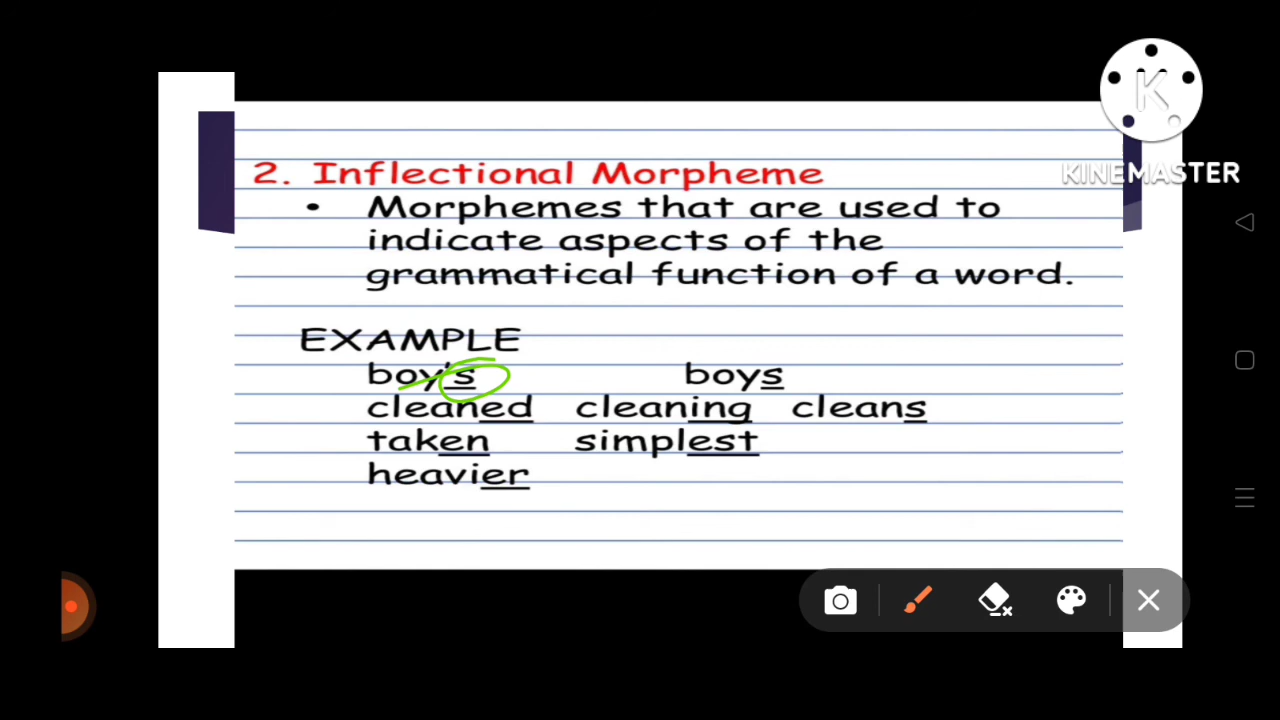 K
KINEMASTER
2. Inflectional Morpheme
• Morphemes that are used to
indicate aspects of the
grammatical function of a word.
EXAMPLE
boy's boys
cleaned cleaning cleans
taken simplest
heavier